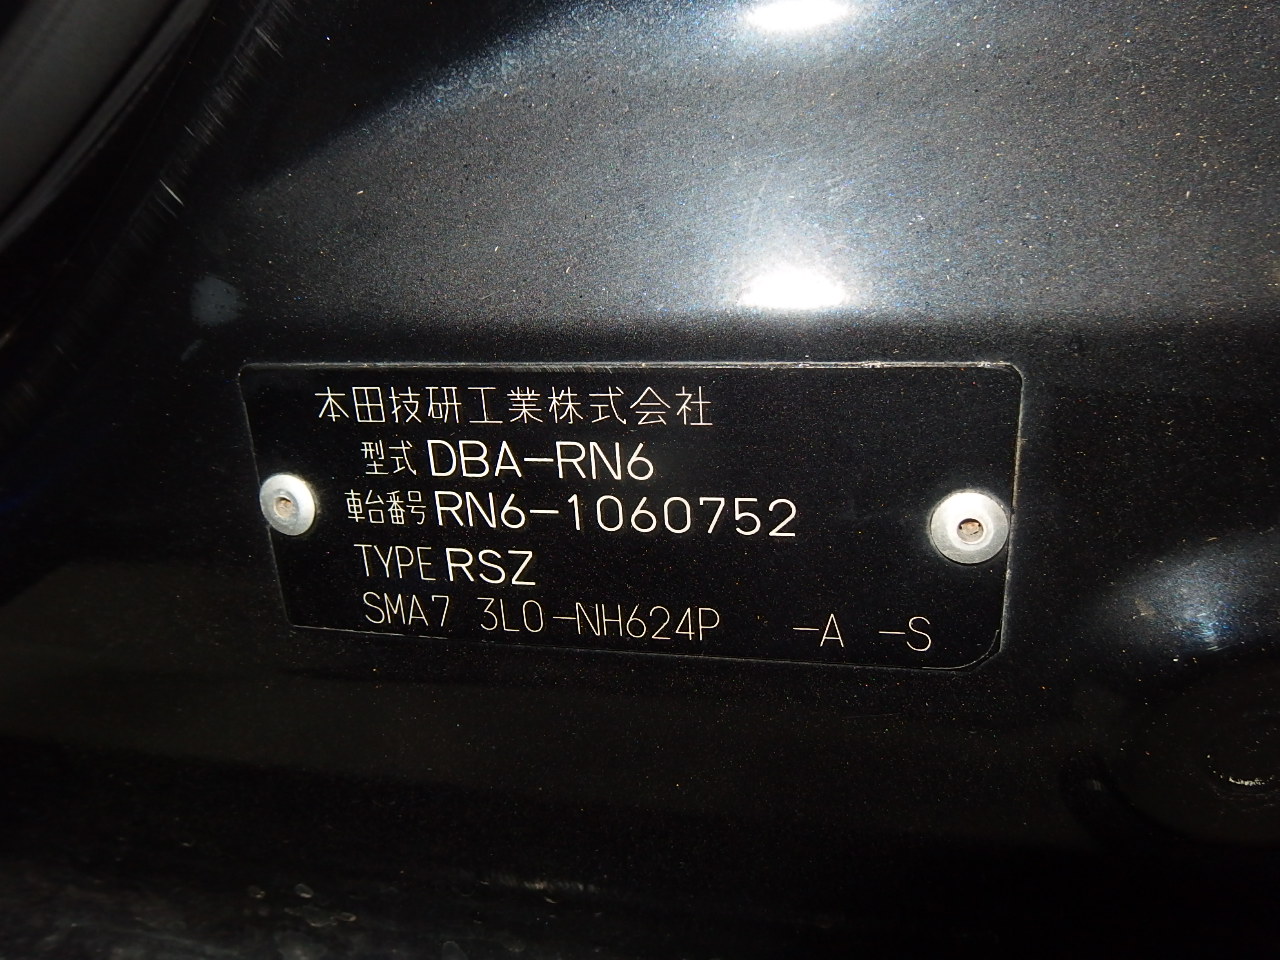 本田技研工業株式会社
型式 DBA-RN6
車台番号 RN6-1060752
TYPE RSZ
SMA7 3L0-NH624P -A -S